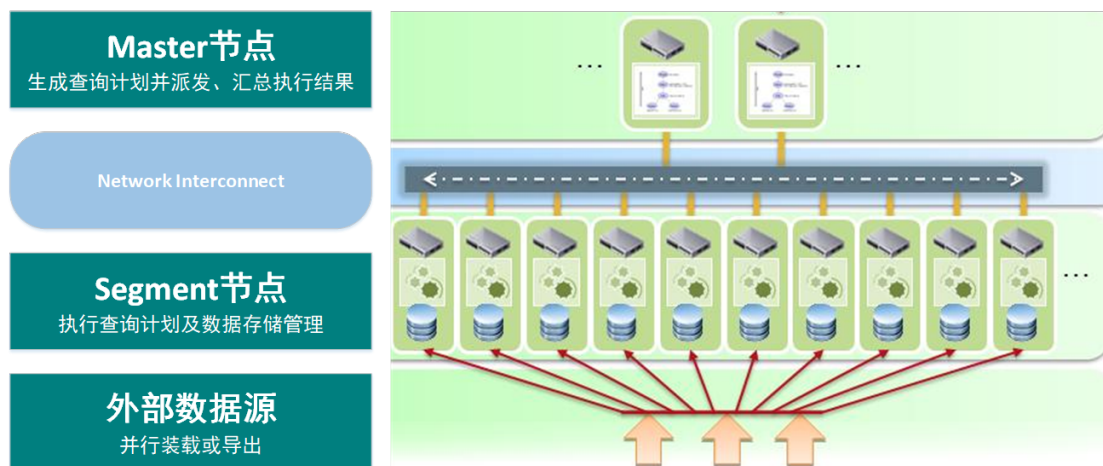 Master节点
生成查询计划并派发、汇总执行结果
Network Interconnect
Segment节点
执行查询计划及数据存储管理
外部数据源
并行装载或导出
...
...
...